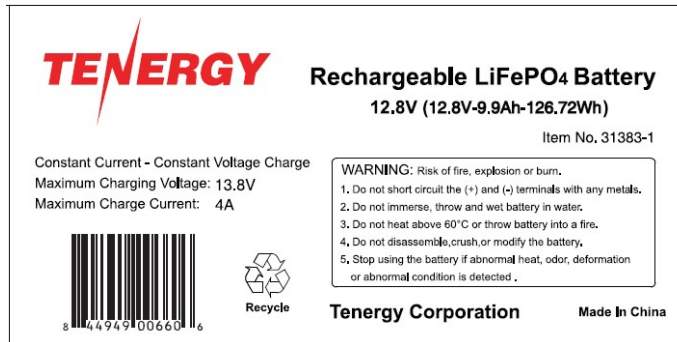 TENERGY
Rechargeable LiFePO4 Battery
12.8V (12.8V-9.9Ah-126.72Wh)
Item No. 31383-1
Constant Current - Constant Voltage Charge
Maximum Charging Voltage: 13.8V
Maximum Charge Current: 4A
WARNING: Risk of fire, explosion or burn.
1. Do not short circuit the (+) and (-) terminals with any metals.
2. Do not immerse, throw and wet battery in water.
3. Do not heat above 60°C or throw battery into a fire.
4. Do not disassemble,crush,or modify the battery.
5. Stop using the battery if abnormal heat, odor, deformation
or abnormal condition is detected .
8 44949 00660 6
Recycle
Tenergy Corporation
Made In China